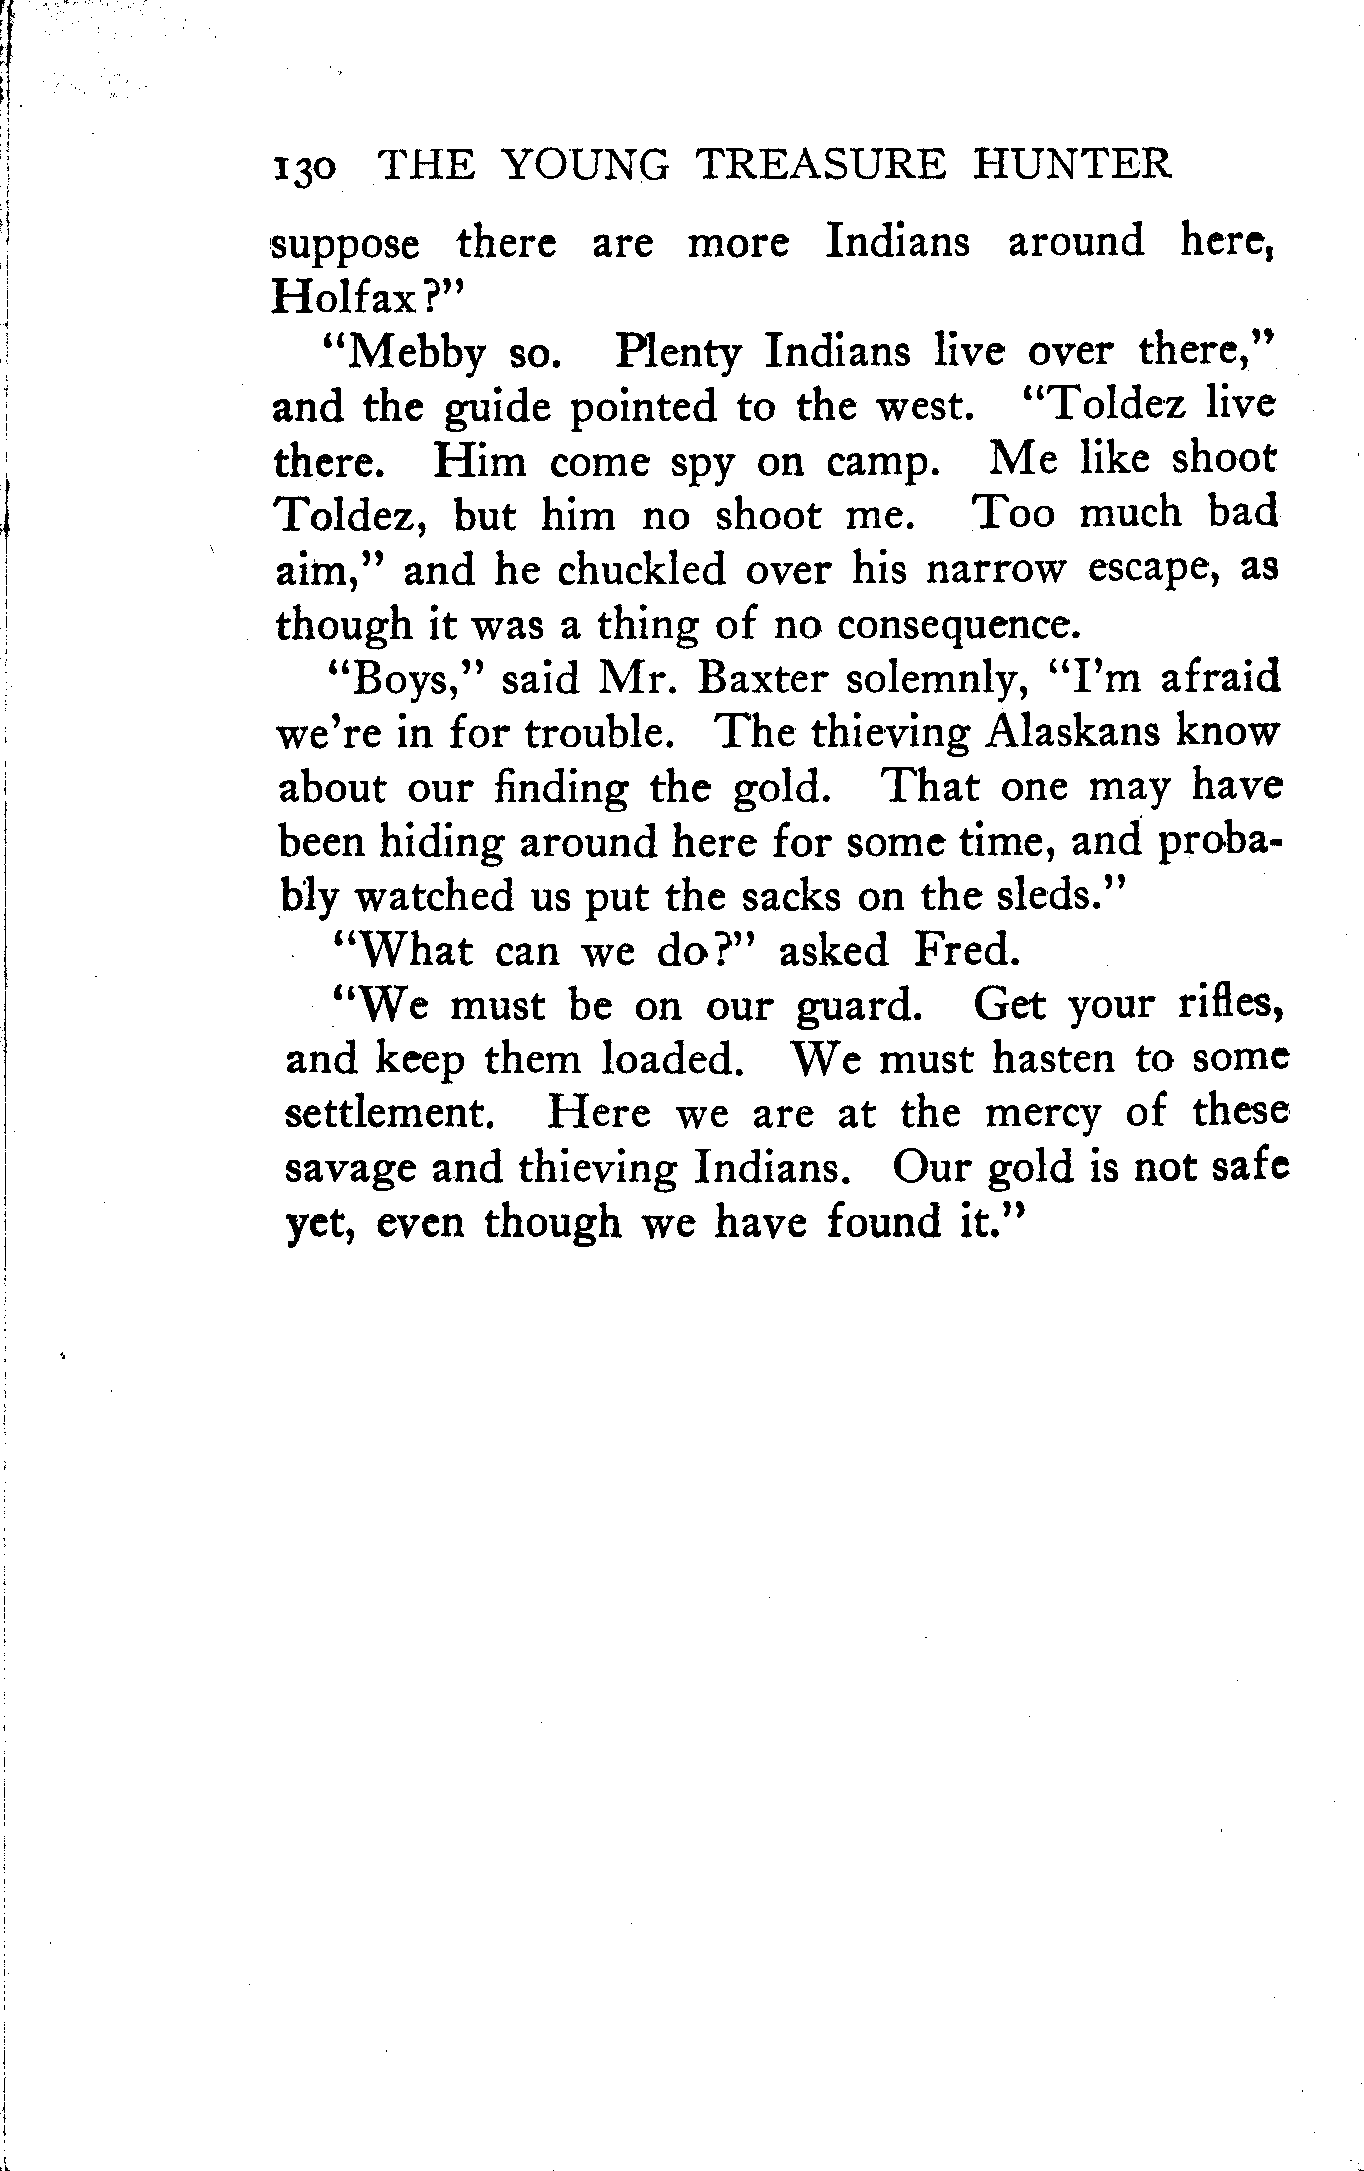 130 THE YOUNG TREASURE HUNTER
suppose there are more Indians around here,
Holfax?"
"Mebby so. Plenty Indians live over there,"
and the guide pointed to the west. "Toldez live
there. Him come spy on camp. Me like shoot
Toldez, but him no shoot me. Too much bad
aim," and he chuckled over his narrow escape, as
though it was a thing of no consequence.
"Boys," said Mr. Baxter solemnly, "I'm afraid
we're in for trouble. The thieving Alaskans know
about our finding the gold. That one may have
been hiding around here for some time, and proba-
bly watched us put the sacks on the sleds."
"What can we do?" asked Fred.
"We must be on our guard. Get your rifles,
and keep them loaded. We must hasten to some
settlement. Here we are at the mercy of these
savage and thieving Indians. Our gold is not safe
yet, even though we have found it."